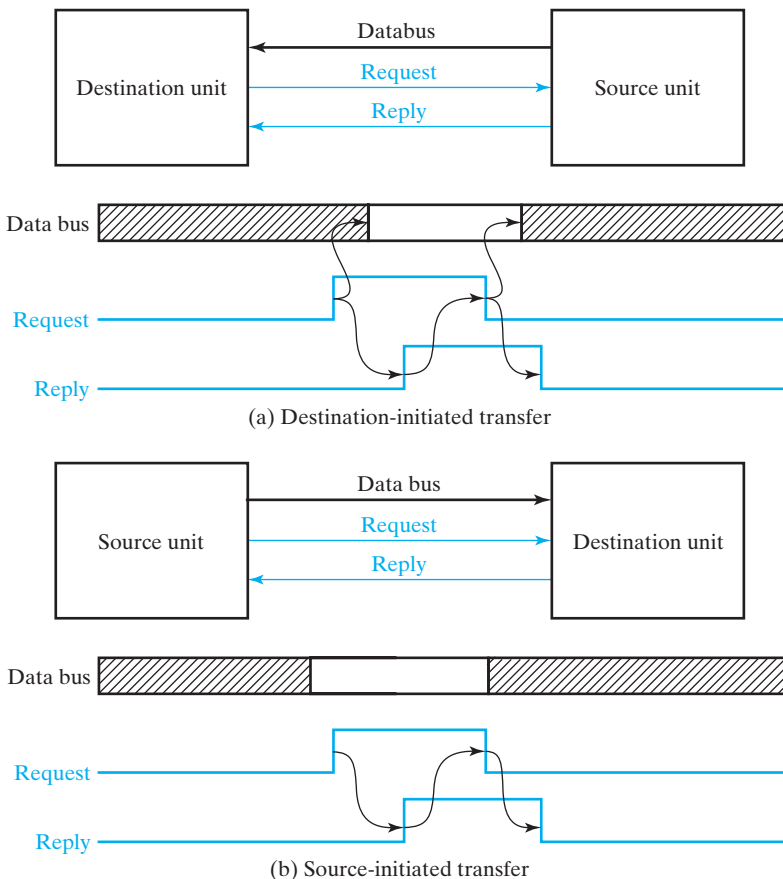 Databus
Destination unit
Request
Source unit
Reply
Data bus
Request
Reply
(a) Destination-initiated transfer
Data bus
Source unit
Request
Destination unit
Reply
Data bus
Request
Reply
(b) Source-initiated transfer